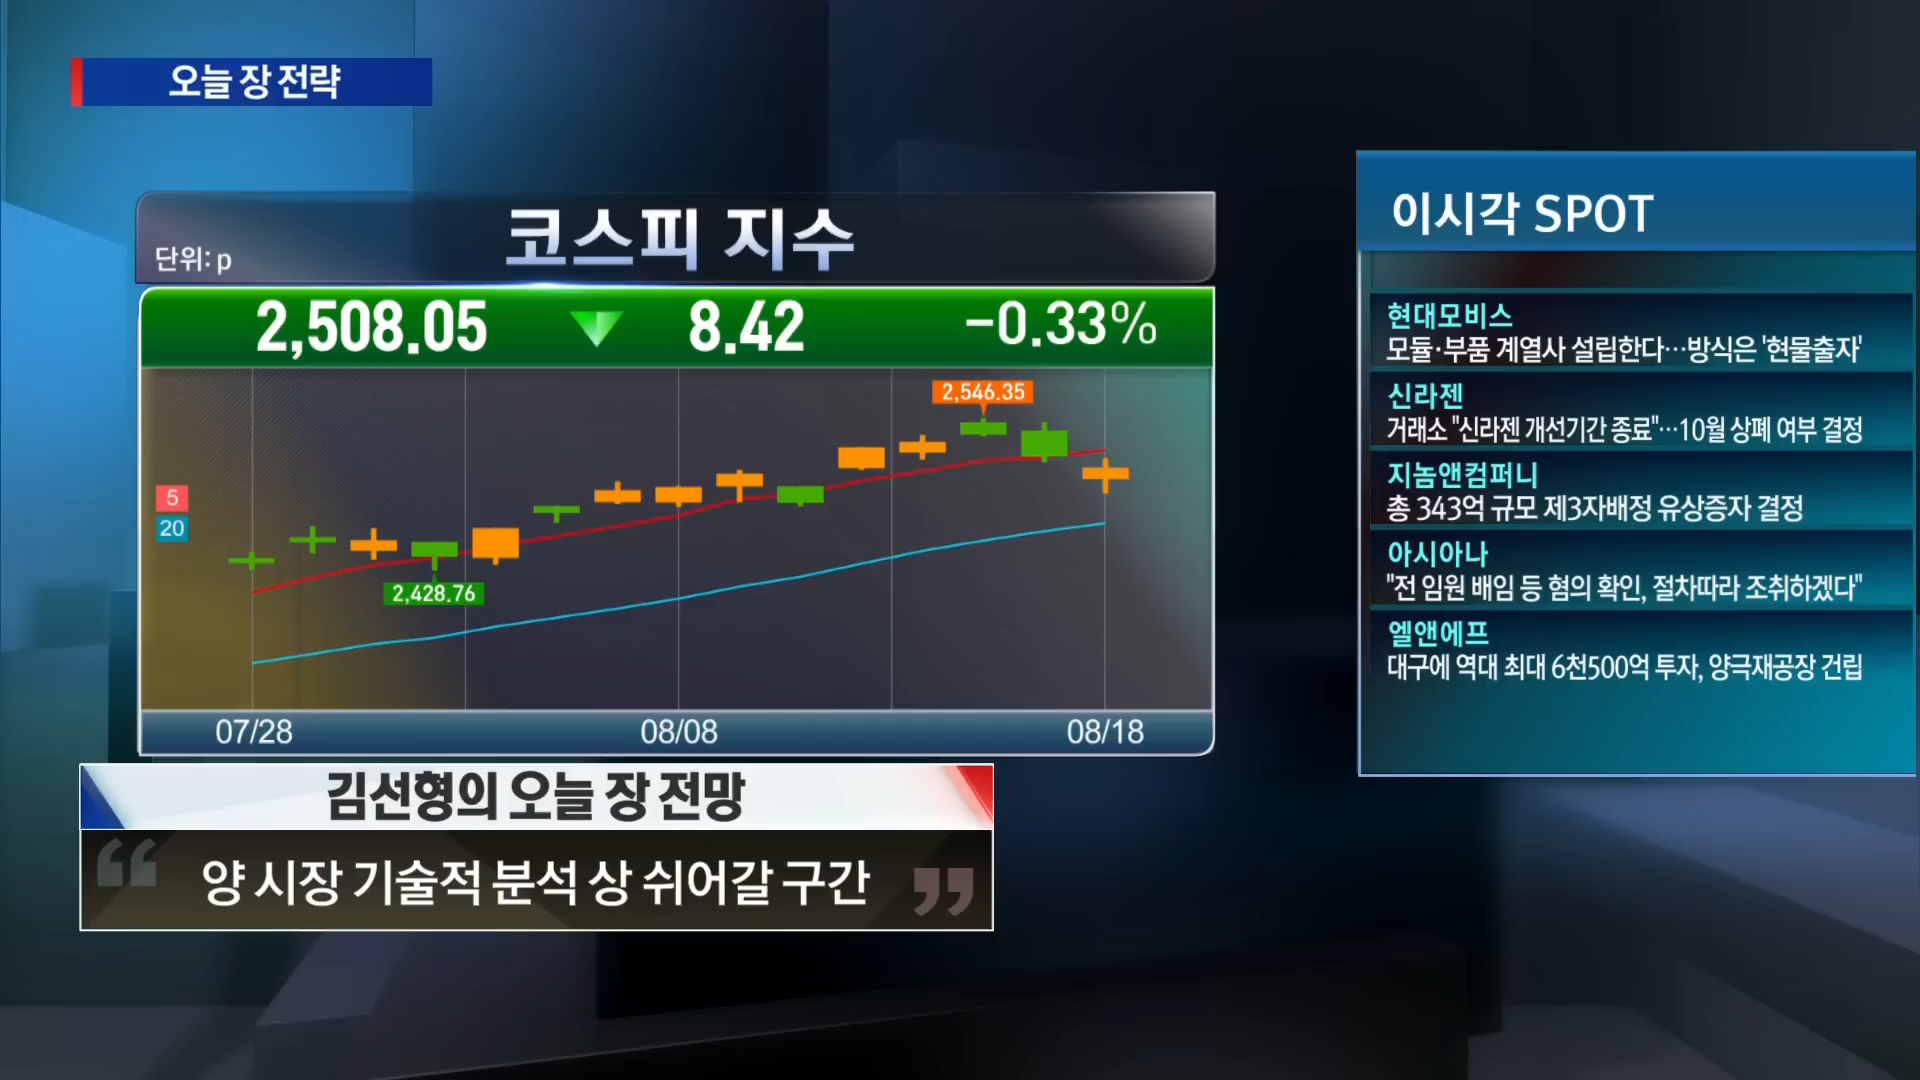 오늘 장 전략
코스피 지수
단위: p
2,508.05 ▼ 8.42 -0.33%
2,546.35
5
20
2,428.76
07/28 08/08 08/18
김선형의 오늘 장 전망
“ 양 시장 기술적 분석 상 쉬어갈 구간 ”
이시각 SPOT
현대모비스
모듈·부품 계열사 설립한다…방식은 '현물출자'
신라젠
거래소 "신라젠 개선기간 종료"…10월 상폐 여부 결정
지놈앤컴퍼니
총 343억 규모 제3자배정 유상증자 결정
아시아나
"전 임원 배임 등 혐의 확인, 절차따라 조취하겠다"
엘앤에프
대구에 역대 최대 6천500억 투자, 양극재공장 건립